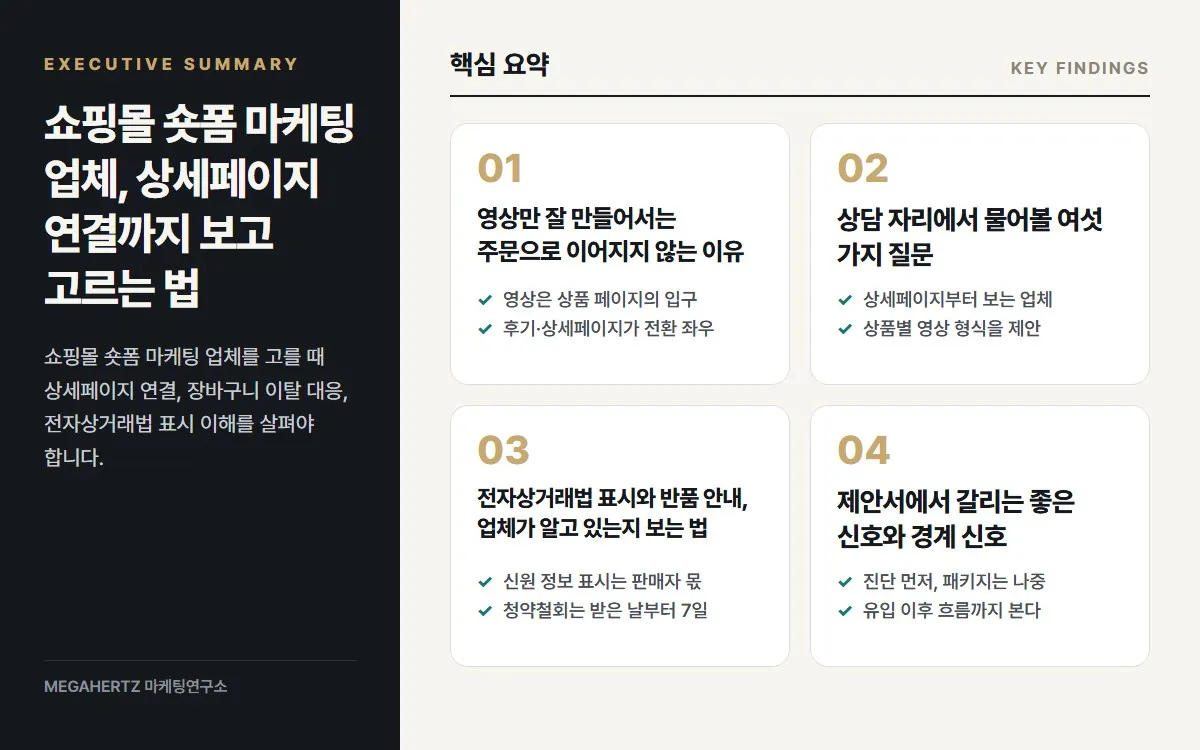 EXECUTIVE SUMMARY
쇼핑몰 숏폼 마케팅
업체, 상세페이지
연결까지 보고
고르는 법
쇼핑몰 숏폼 마케팅 업체를 고를 때
상세페이지 연결, 장바구니 이탈 대응,
전자상거래법 표시 이해를 살펴야
합니다.
MEGAHERTZ 마케팅연구소
핵심 요약
KEY FINDINGS
01
영상만 잘 만들어서는
주문으로 이어지지 않는 이유
영상은 상품 페이지의 입구
후기·상세페이지가 전환 좌우
02
상담 자리에서 물어볼 여섯
가지 질문
상세페이지부터 보는 업체
상품별 영상 형식을 제안
03
전자상거래법 표시와 반품 안내,
업체가 알고 있는지 보는 법
신원 정보 표시는 판매자 몫
청약철회는 받은 날부터 7일
04
제안서에서 갈리는 좋은
신호와 경계 신호
진단 먼저, 패키지는 나중
유입 이후 흐름까지 본다